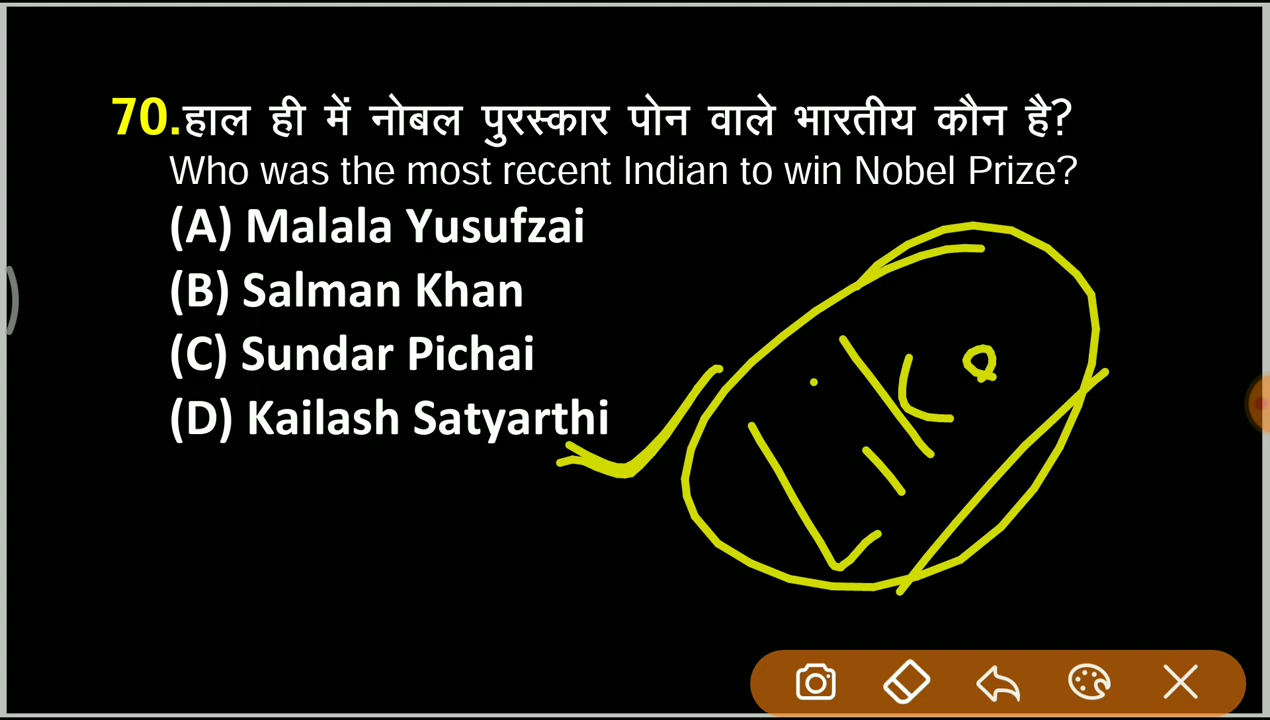 70.हाल ही में नोबल पुरस्कार पोन वाले भारतीय कौन है?
Who was the most recent Indian to win Nobel Prize?
(A) Malala Yusufzai
(B) Salman Khan
(C) Sundar Pichai
(D) Kailash Satyarthi
Like